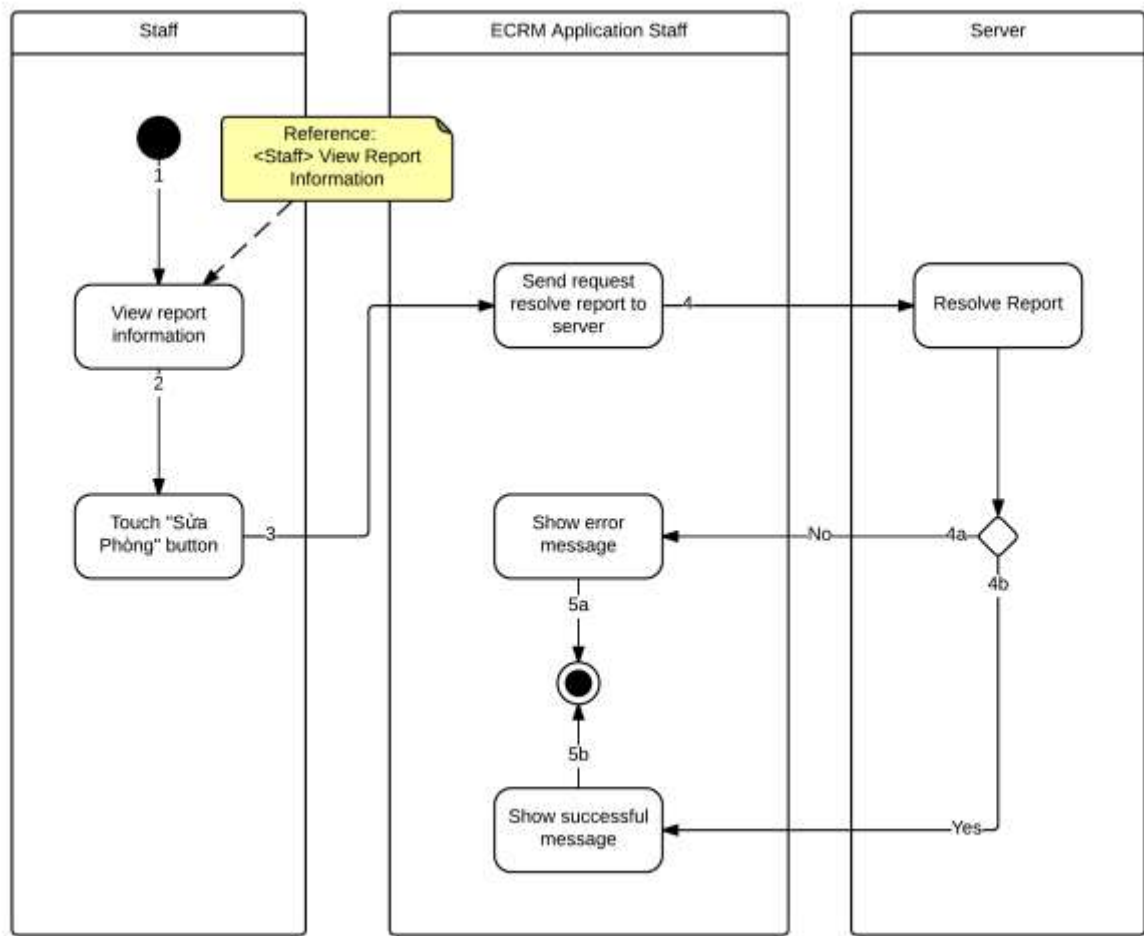 Staff
ECRM Application Staff
Server
Reference:
<Staff> View Report
Information
1
View report
information
Send request
resolve report to
server
4
Resolve Report
2
Touch "Sửa
Phòng" button
3
Show error
message
No
4a
4b
5a
5b
Show successful
message
Yes